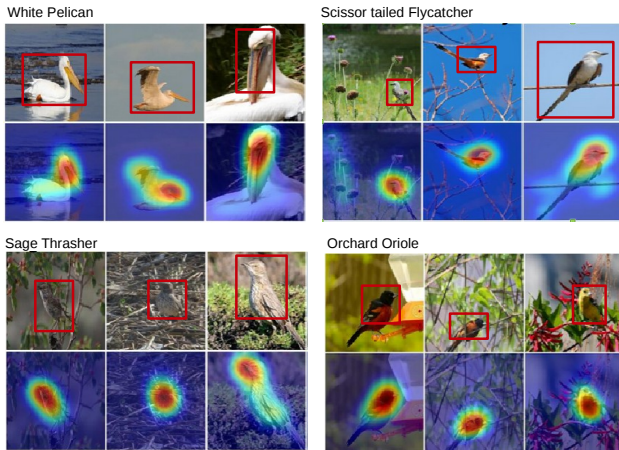 White Pelican
Scissor tailed Flycatcher
Sage Thrasher
Orchard Oriole